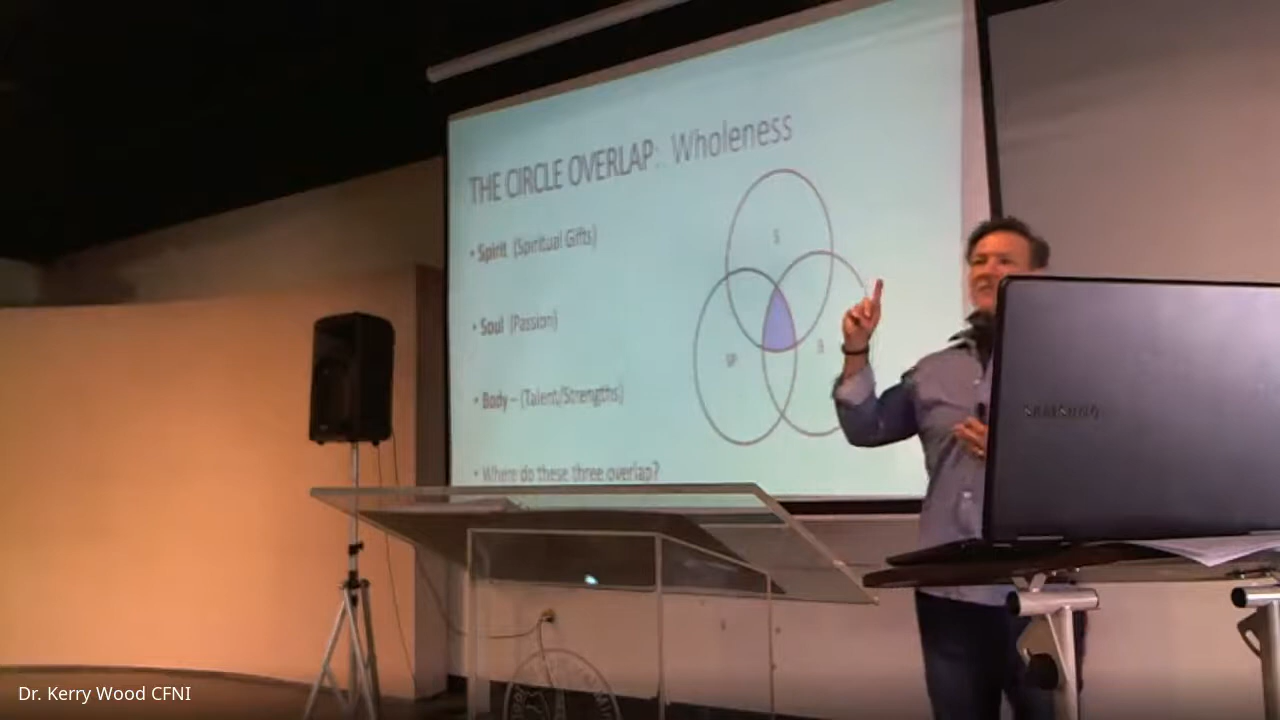 THE CIRCLE OVERLAP: Wholeness
• Spirit (Spiritual Gifts)
• Soul (Passion)
• Body – (Talent/Strengths)
• Where do these three overlap?
S
SP
B
SAMSUNG
Dr. Kerry Wood CFNI